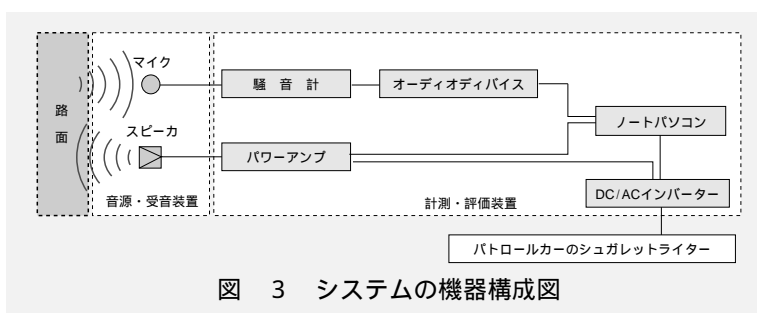 路面
マイク
スピーカ
音源・受音装置
騒 音 計
オーディオディバイス
パワーアンプ
ノートパソコン
DC/ACインバーター
計測・評価装置
パトロールカーのシュガレットライター
図 3 システムの機器構成図